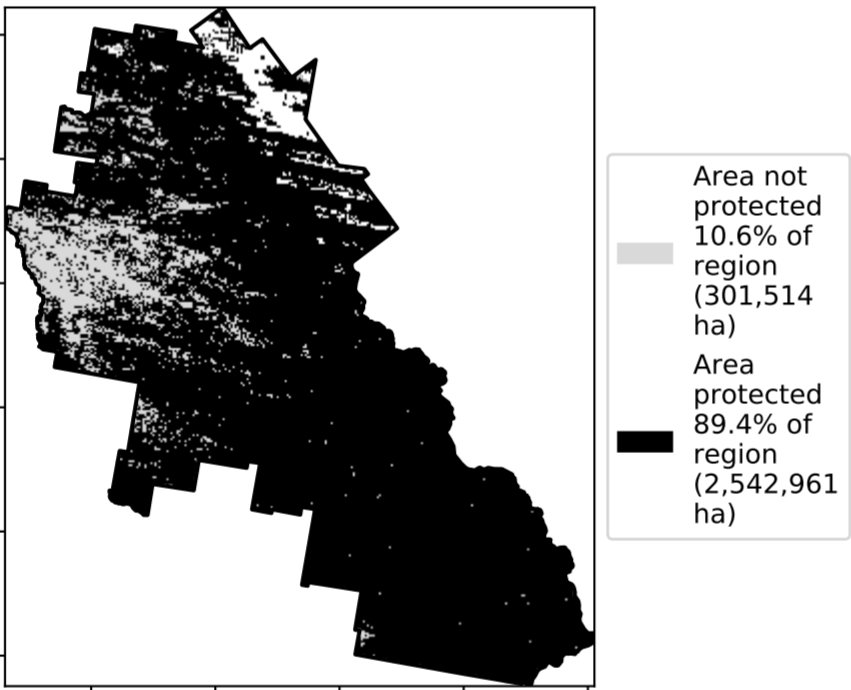 Area not
protected
10.6% of
region
(301,514
ha)
Area
protected
89.4% of
region
(2,542,961
ha)